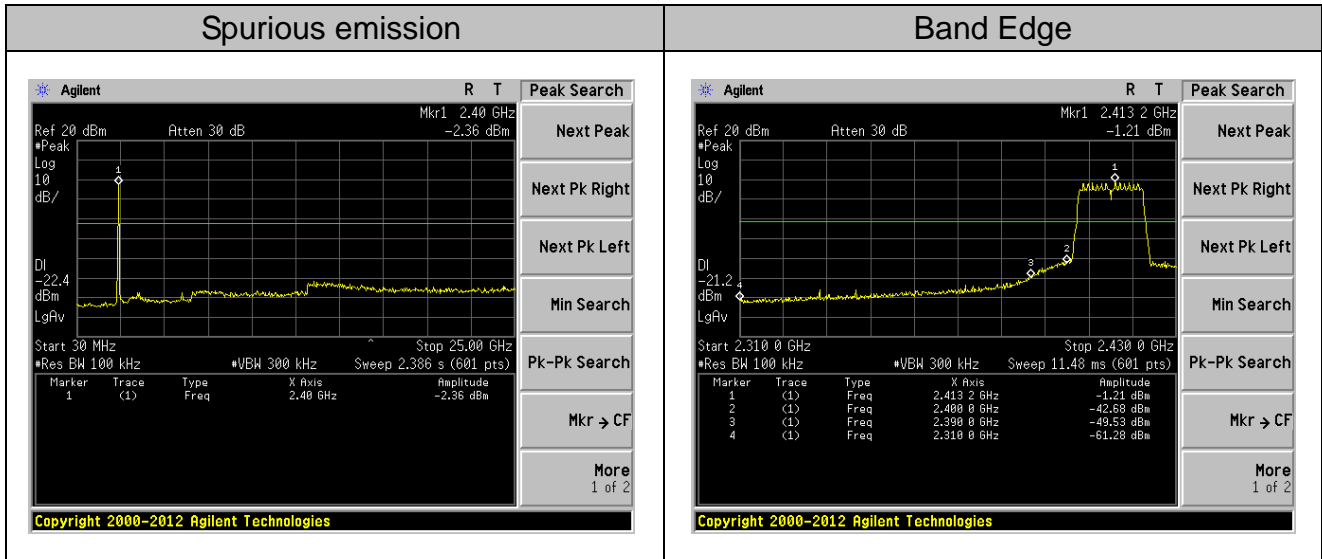 Spurious emission
Band Edge
Agilent R T Peak Search
Mkr1 2.40 GHz
Ref 20 dBm Atten 30 dB -2.36 dBm
#Peak
Log
10
dB/
1
DI
-22.4
dBm
LgAv
Start 30 MHz Stop 25.00 GHz
#Res BW 100 kHz #VBW 300 kHz Sweep 2.386 s (601 pts)
Marker Trace Type X Axis Amplitude
1 (1) Freq 2.40 GHz -2.36 dBm
Next Peak
Next Pk Right
Next Pk Left
Min Search
Pk-Pk Search
Mkr → CF
More
1 of 2
Copyright 2000-2012 Agilent Technologies
Agilent R T Peak Search
Mkr1 2.413 2 GHz
Ref 20 dBm Atten 30 dB -1.21 dBm
#Peak
Log
10
dB/
1
2
3
4
DI
-21.2
dBm
LgAv
Start 2.310 0 GHz Stop 2.430 0 GHz
#Res BW 100 kHz #VBW 300 kHz Sweep 11.48 ms (601 pts)
Marker Trace Type X Axis Amplitude
1 (1) Freq 2.413 2 GHz -1.21 dBm
2 (1) Freq 2.400 0 GHz -42.68 dBm
3 (1) Freq 2.390 0 GHz -49.53 dBm
4 (1) Freq 2.310 0 GHz -61.28 dBm
Next Peak
Next Pk Right
Next Pk Left
Min Search
Pk-Pk Search
Mkr → CF
More
1 of 2
Copyright 2000-2012 Agilent Technologies